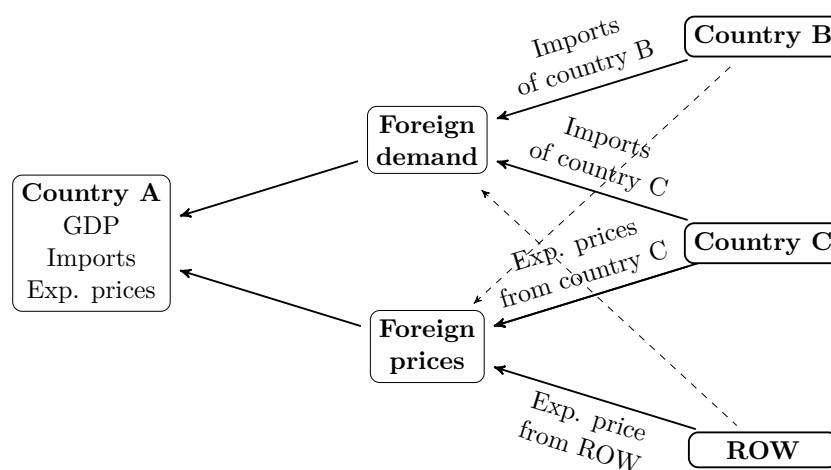 Country B
Imports
of country B
Foreign
demand
Imports
of country C
Country A
GDP
Imports
Exp. prices
Country C
Exp. prices
from country C
Foreign
prices
Exp. price
from ROW
ROW